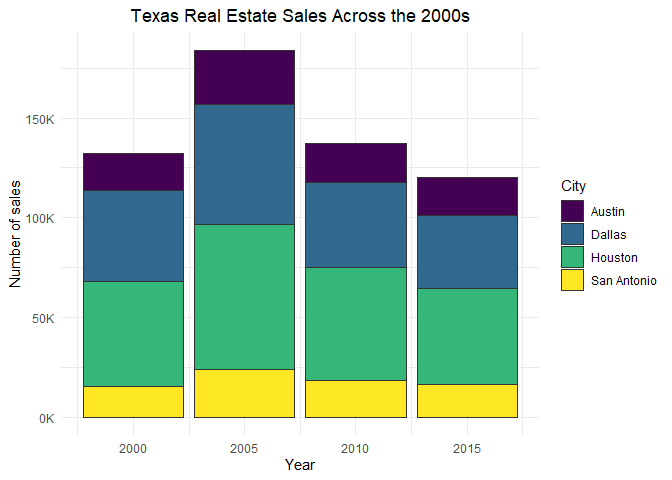 Texas Real Estate Sales Across the 2000s
Number of sales
150K
100K
50K
0K
2000 2005 2010 2015
Year
City
Austin
Dallas
Houston
San Antonio